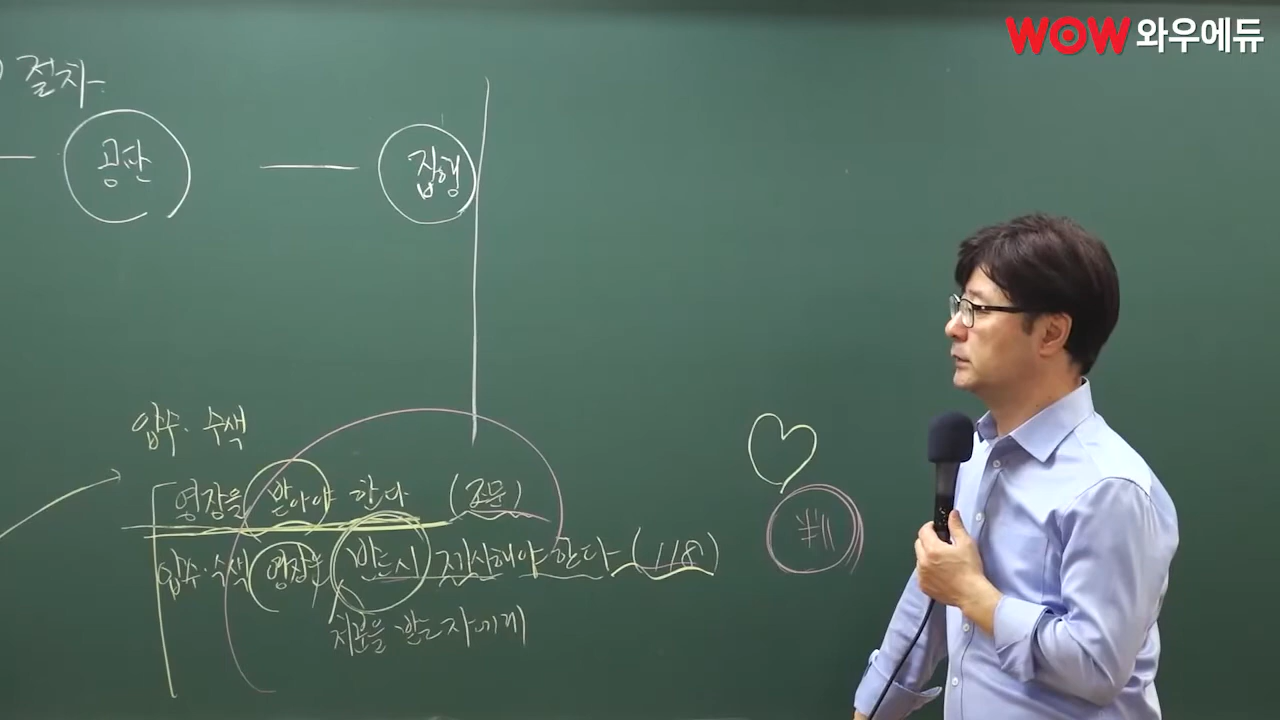 WOW 와우에듀
) 절차
공판 — 집행
압수·수색
영장을 받아야 한다 (조문)
압수·수색 영장은 반드시 제시해야 한다 (118)
처분을 받는 자에게
判例